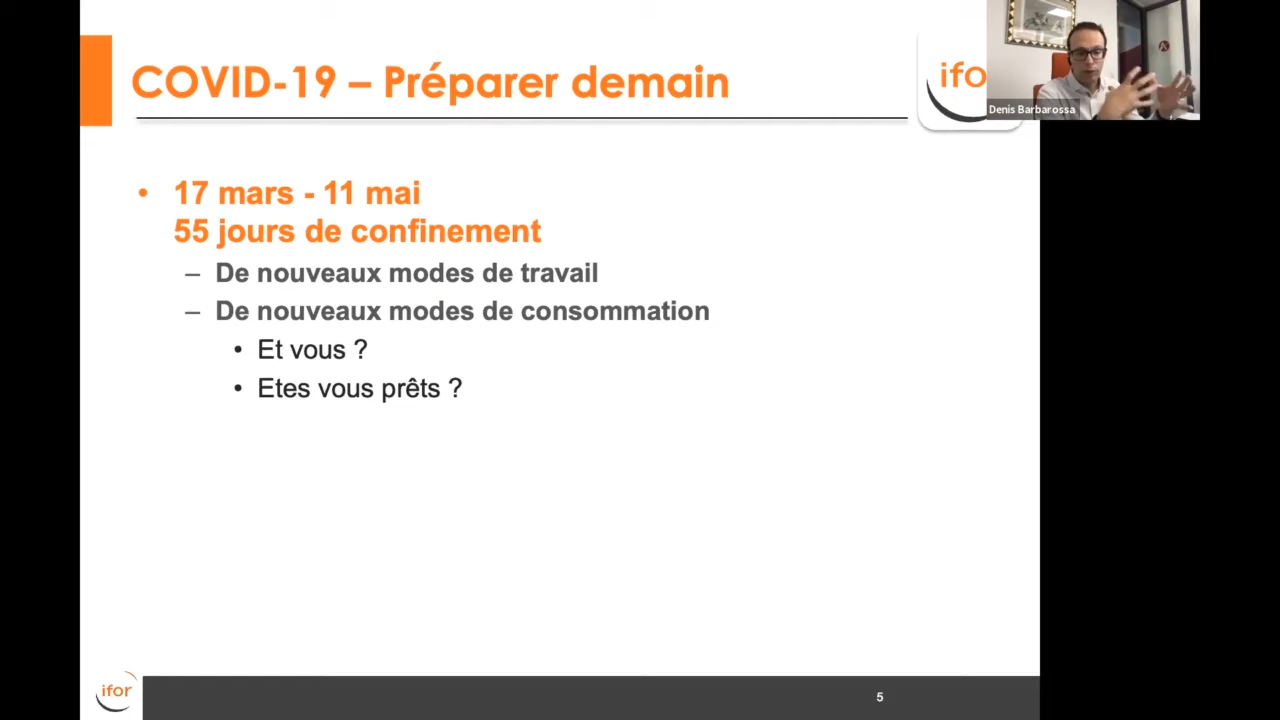 COVID-19 – Préparer demain
ifo
Denis Barbarossa
• 17 mars - 11 mai
55 jours de confinement
– De nouveaux modes de travail
– De nouveaux modes de consommation
• Et vous ?
• Etes vous prêts ?
ifor
5